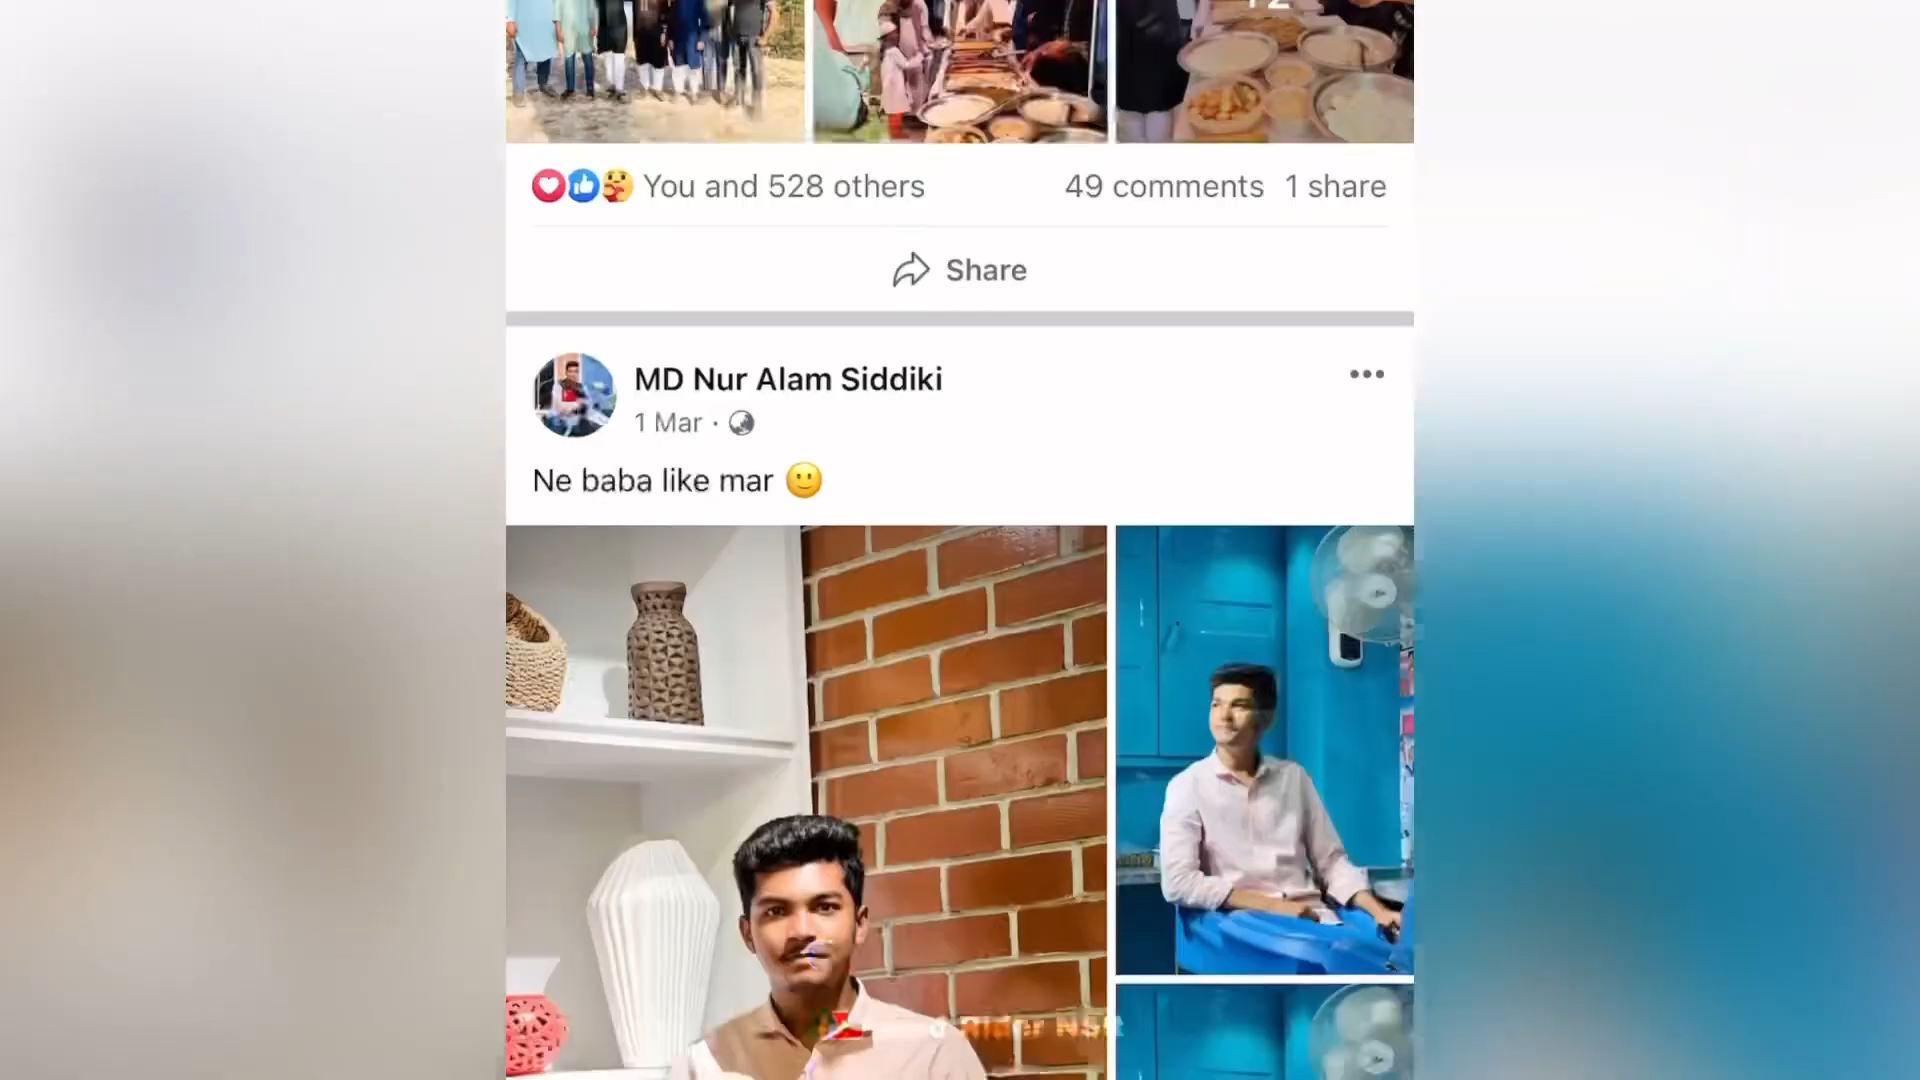 You and 528 others 49 comments 1 share
Share
MD Nur Alam Siddiki
1 Mar ·
Ne baba like mar 🙂